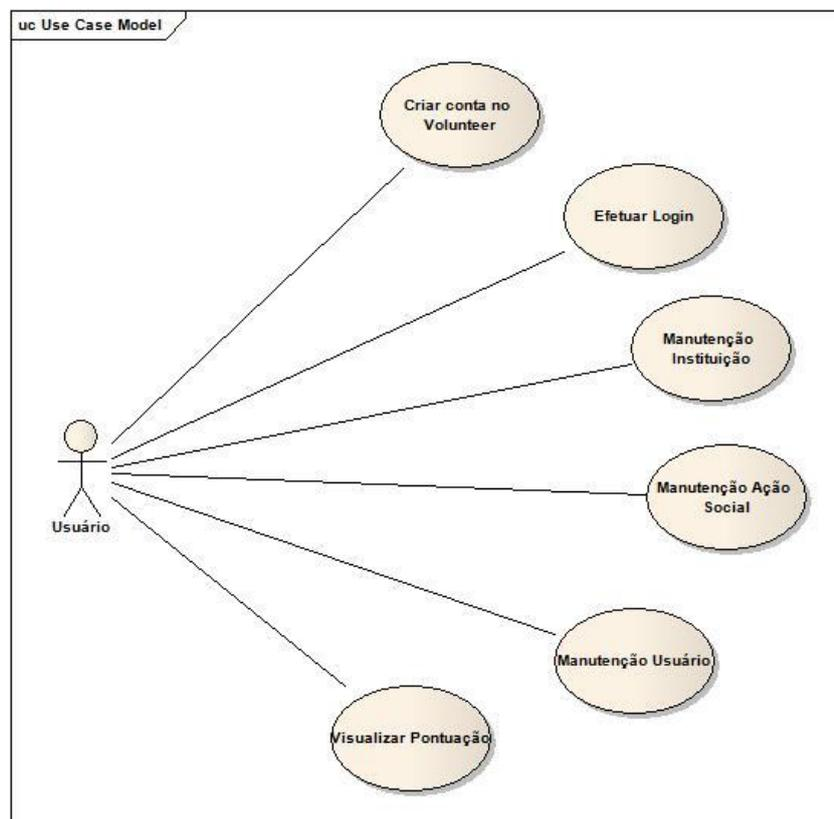 uc Use Case Model
Criar conta no
Volunteer
Efetuar Login
Manutenção
Instituição
Manutenção Ação
Social
Usuário
Manutenção Usuário
Visualizar Pontuação